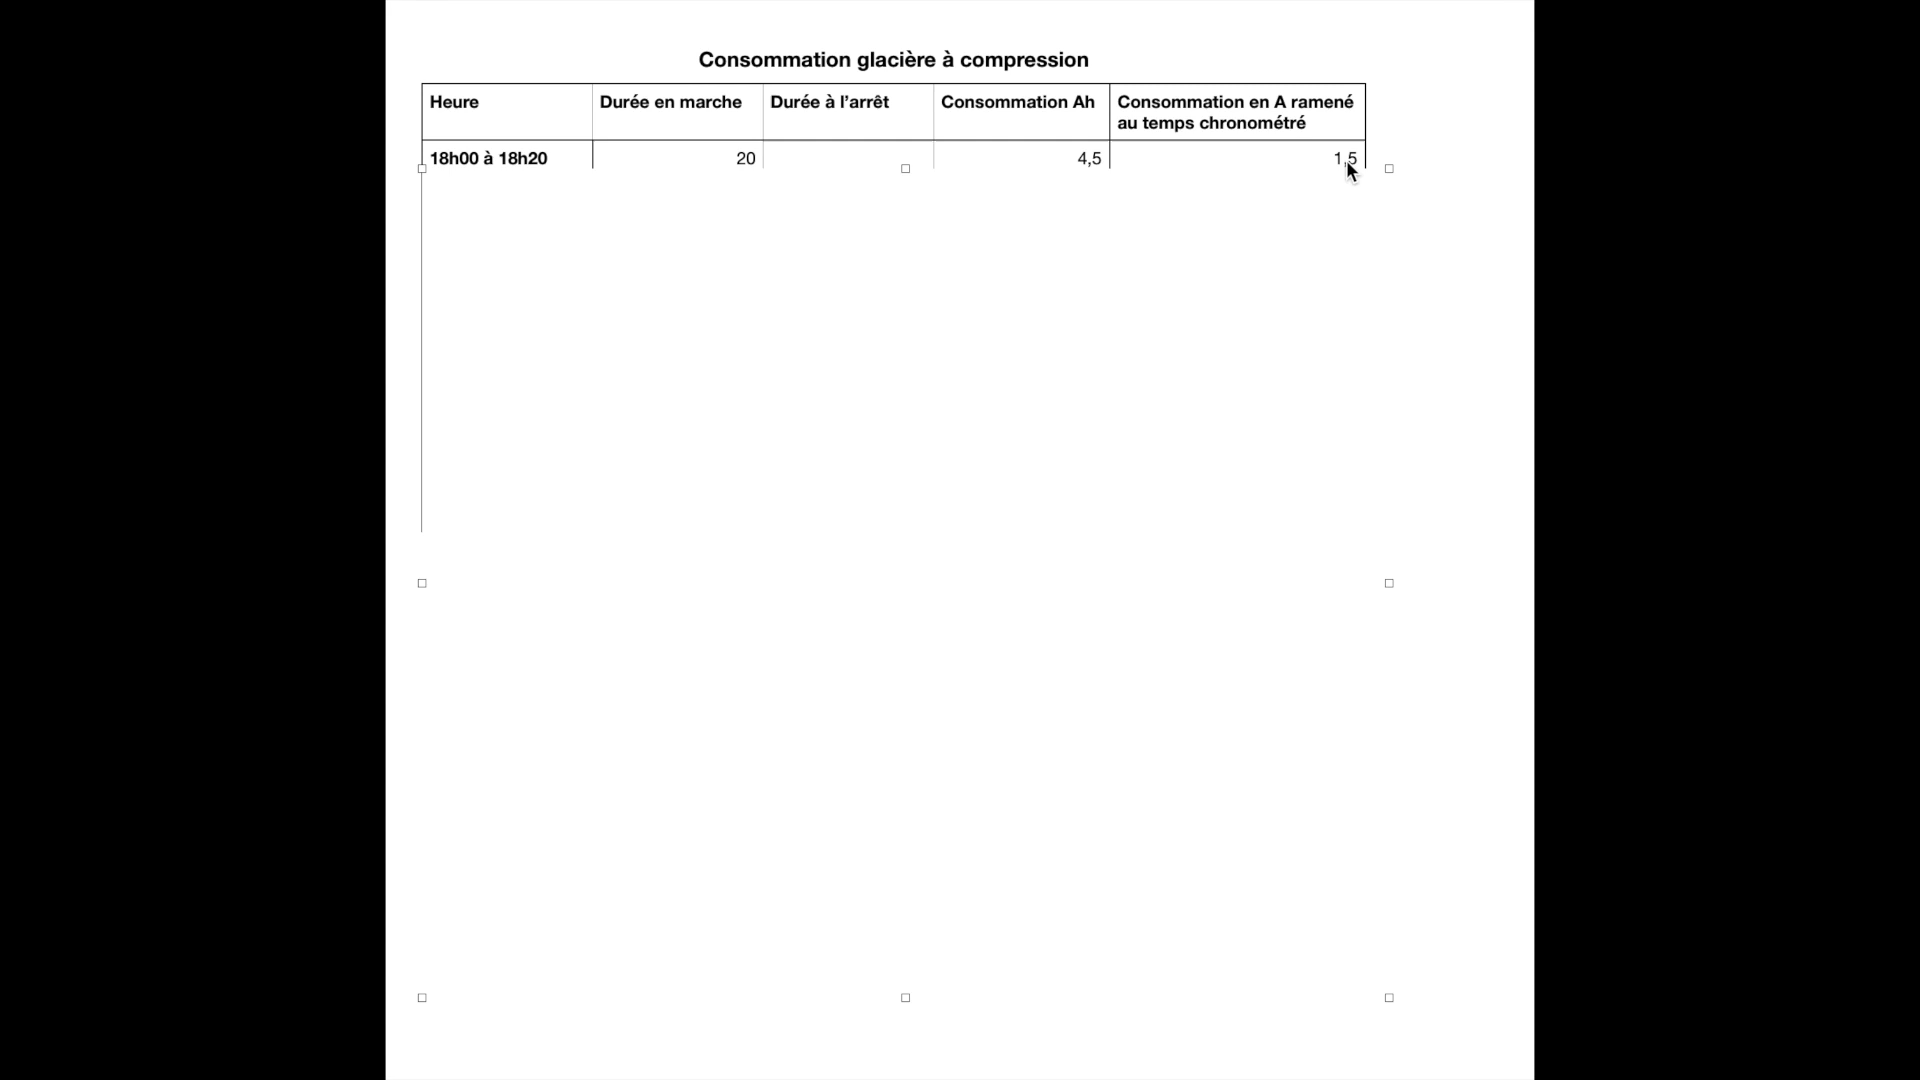 Consommation glacière à compression
Heure Durée en marche Durée à l’arrêt Consommation Ah Consommation en A ramené
au temps chronométré
18h00 à 18h20 20 4,5 1,5